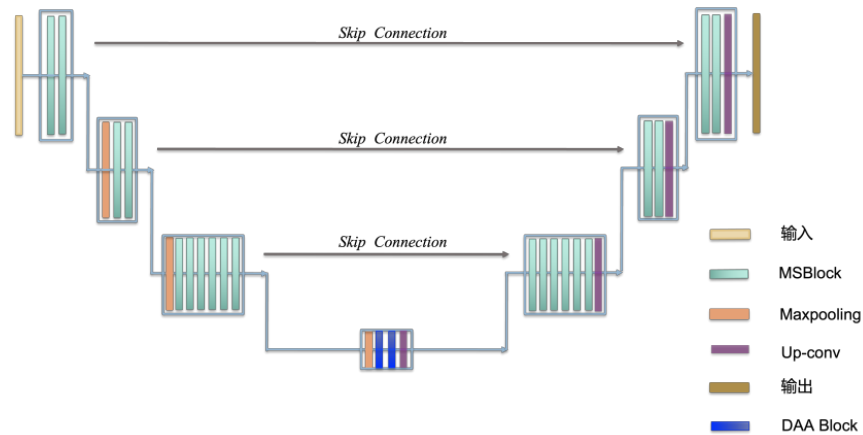 Skip Connection
Skip Connection
Skip Connection
输入
MSBlock
Maxpooling
Up-conv
输出
DAA Block